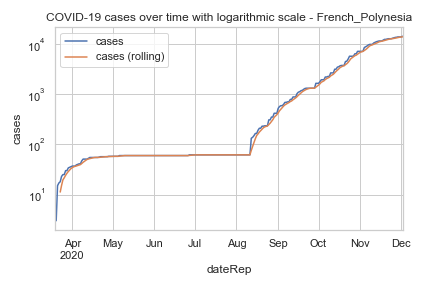 COVID-19 cases over time with logarithmic scale - French_Polynesia
cases
cases (rolling)
10⁴
10³
10²
10¹
cases
Apr May Jun Jul Aug Sep Oct Nov Dec
2020
dateRep